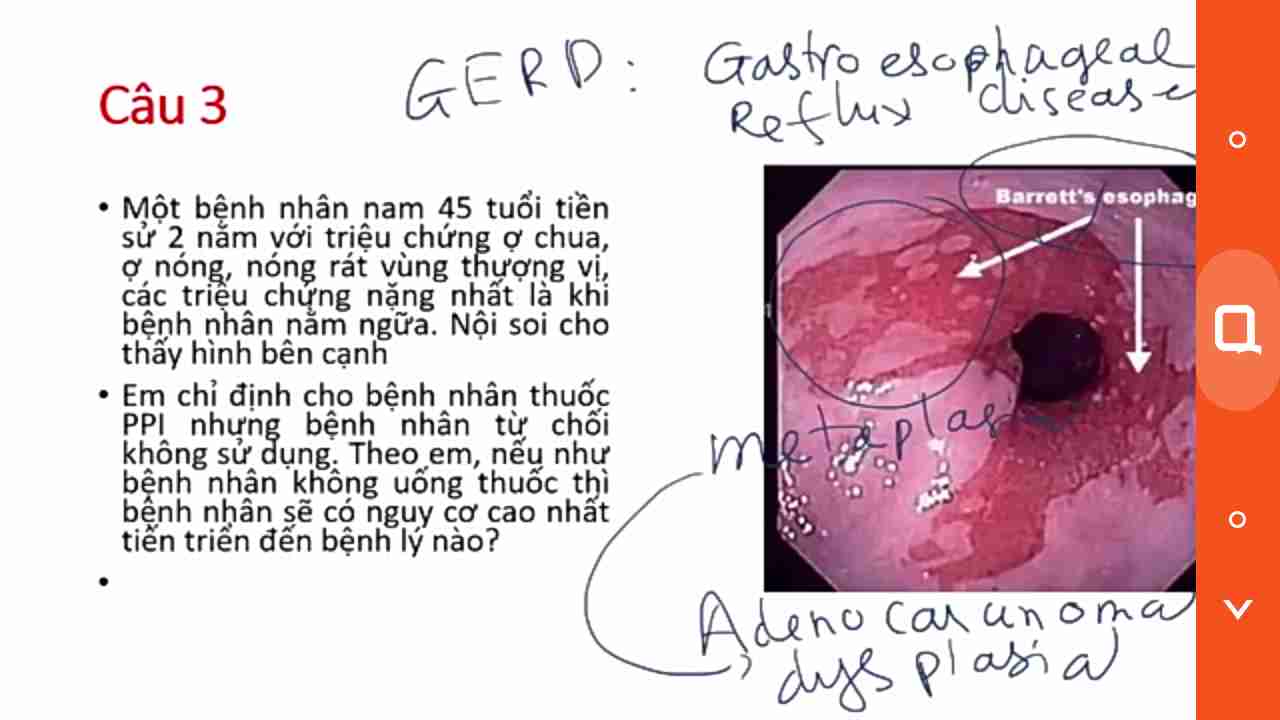 GERD: Gastro esophageal
Reflux disease
Câu 3
• Một bệnh nhân nam 45 tuổi tiền
sử 2 năm với triệu chứng ợ chua,
ợ nóng, nóng rát vùng thượng vị,
các triệu chứng nặng nhất là khi
bệnh nhân nằm ngữa. Nội soi cho
thấy hình bên cạnh
• Em chỉ định cho bệnh nhân thuốc
PPI nhưng bệnh nhân từ chối
không sử dụng. Theo em, nếu như
bệnh nhân không uống thuốc thì
bệnh nhân sẽ có nguy cơ cao nhất
tiến triển đến bệnh lý nào?
•
Barrett's esophag
metaplasia
Adenocarcinoma
dysplasia